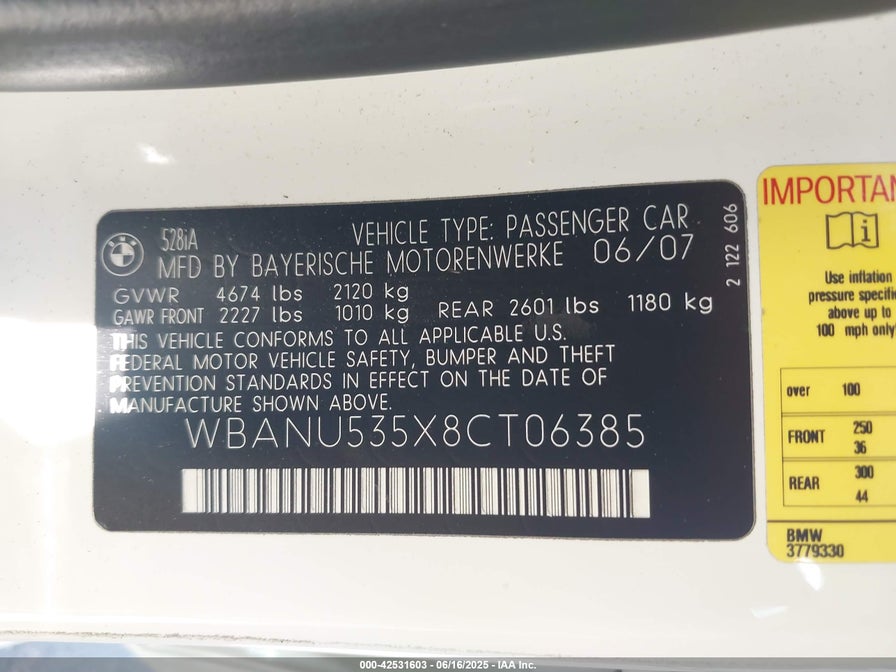 BMW
528iA
VEHICLE TYPE: PASSENGER CAR
MFD BY BAYERISCHE MOTORENWERKE 06/07
GVWR 4674 lbs 2120 kg
GAWR FRONT 2227 lbs 1010 kg REAR 2601 lbs 1180 kg
THIS VEHICLE CONFORMS TO ALL APPLICABLE U.S.
FEDERAL MOTOR VEHICLE SAFETY, BUMPER AND THEFT
PREVENTION STANDARDS IN EFFECT ON THE DATE OF
MANUFACTURE SHOWN ABOVE.
WBANU535X8CT06385
2 122 606
IMPORTAN
Use inflation
pressure specifi
above up to
100 mph only
over 100
FRONT 250
36
REAR 300
44
BMW
3779330
000-42531603 - 06/16/2025 - IAA Inc.